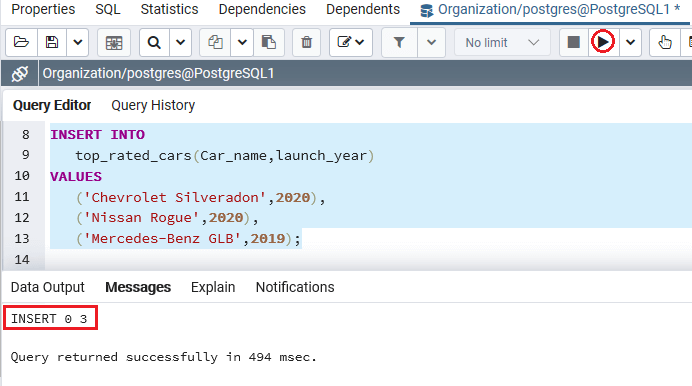 Properties SQL Statistics Dependencies Dependents Organization/postgres@PostgreSQL1 *
No limit
Organization/postgres@PostgreSQL1
Query Editor Query History
8 INSERT INTO
9 top_rated_cars(Car_name,launch_year)
10 VALUES
11 ('Chevrolet Silveradon',2020),
12 ('Nissan Rogue',2020),
13 ('Mercedes-Benz GLB',2019);
14
Data Output Messages Explain Notifications
INSERT 0 3
Query returned successfully in 494 msec.